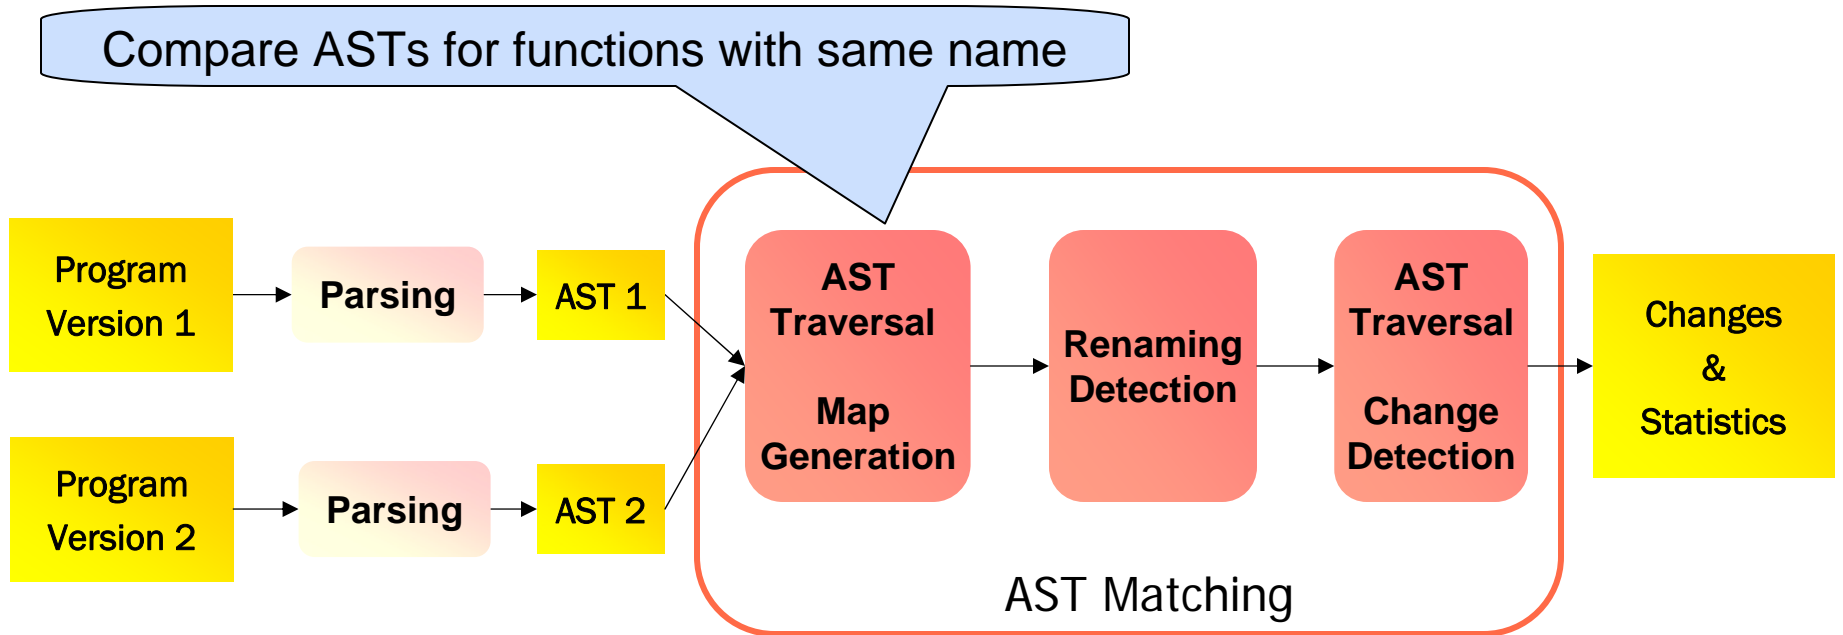 Compare ASTs for functions with same name
Program
Version 1
Parsing
AST 1
Program
Version 2
Parsing
AST 2
AST
Traversal
Map
Generation
Renaming
Detection
AST
Traversal
Change
Detection
AST Matching
Changes
&
Statistics